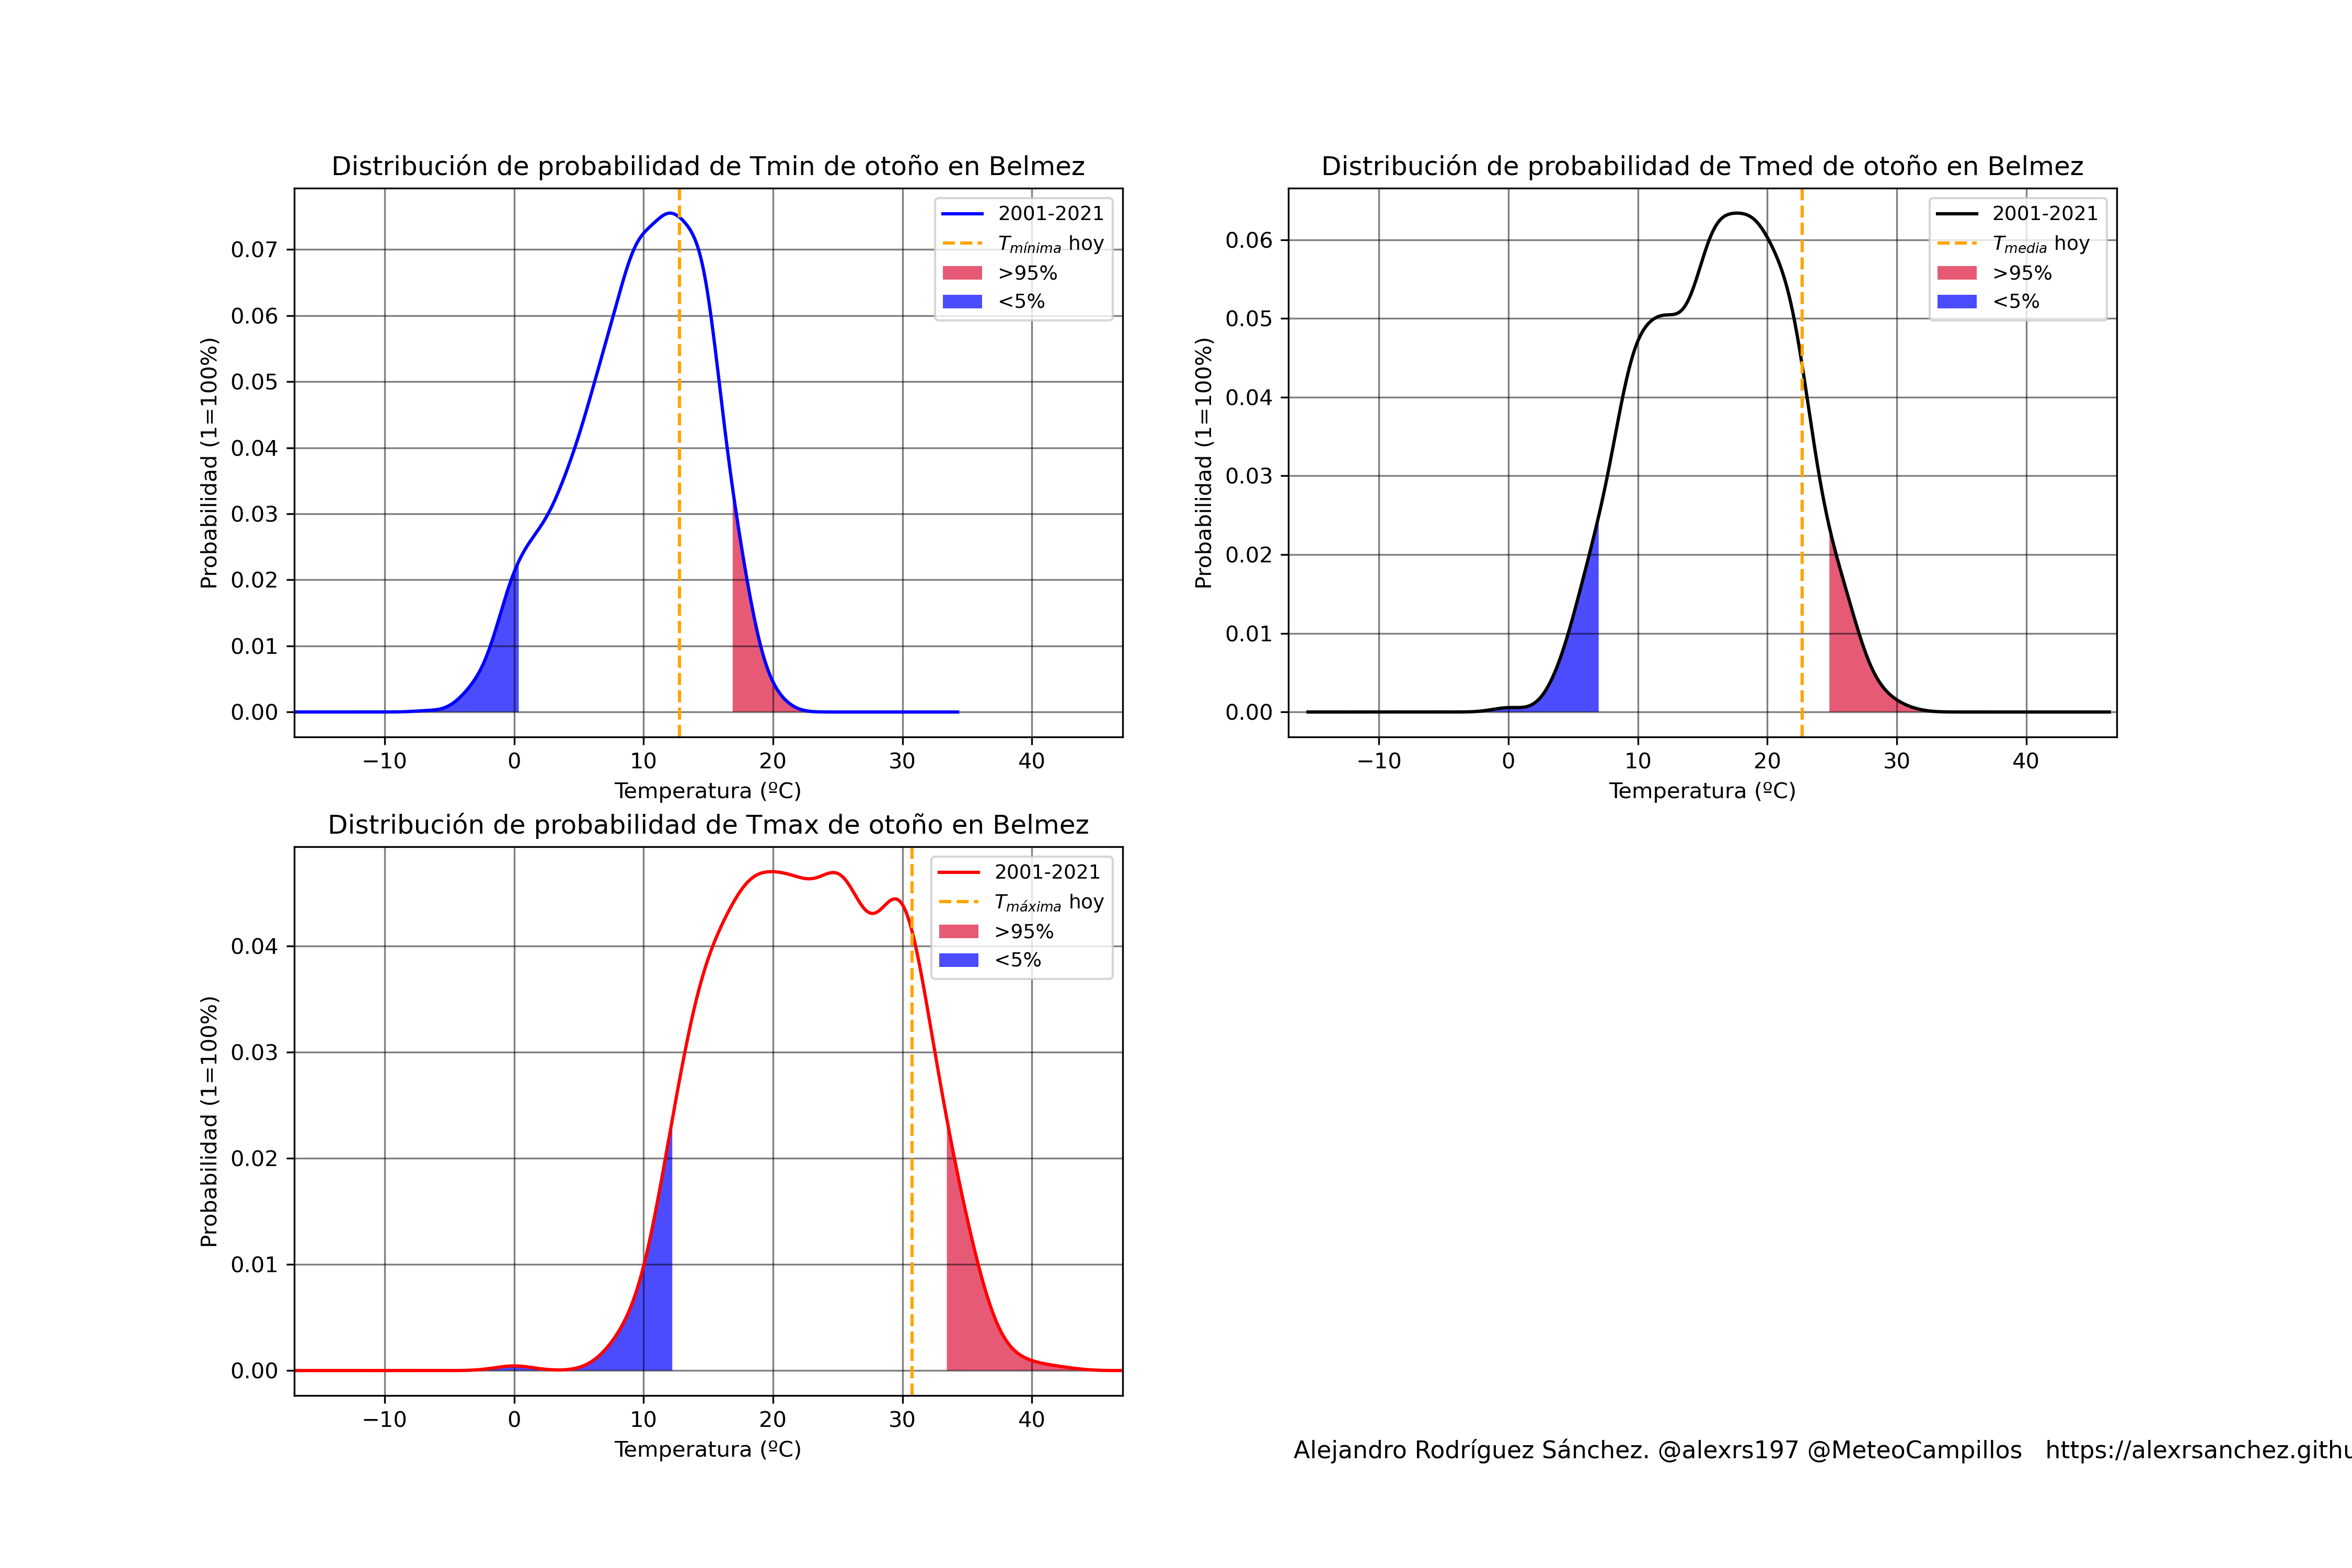 Distribución de probabilidad de Tmin de otoño en Belmez
Probabilidad (1=100%)
0.07
0.06
0.05
0.04
0.03
0.02
0.01
0.00
2001-2021
Tmínima hoy
>95%
<5%
−10 0 10 20 30 40
Temperatura (ºC)
Distribución de probabilidad de Tmed de otoño en Belmez
Probabilidad (1=100%)
0.06
0.05
0.04
0.03
0.02
0.01
0.00
2001-2021
Tmedia hoy
>95%
<5%
−10 0 10 20 30 40
Temperatura (ºC)
Distribución de probabilidad de Tmax de otoño en Belmez
Probabilidad (1=100%)
0.04
0.03
0.02
0.01
0.00
2001-2021
Tmáxima hoy
>95%
<5%
−10 0 10 20 30 40
Temperatura (ºC)
Alejandro Rodríguez Sánchez. @alexrs197 @MeteoCampillos https://alexrsanchez.githu